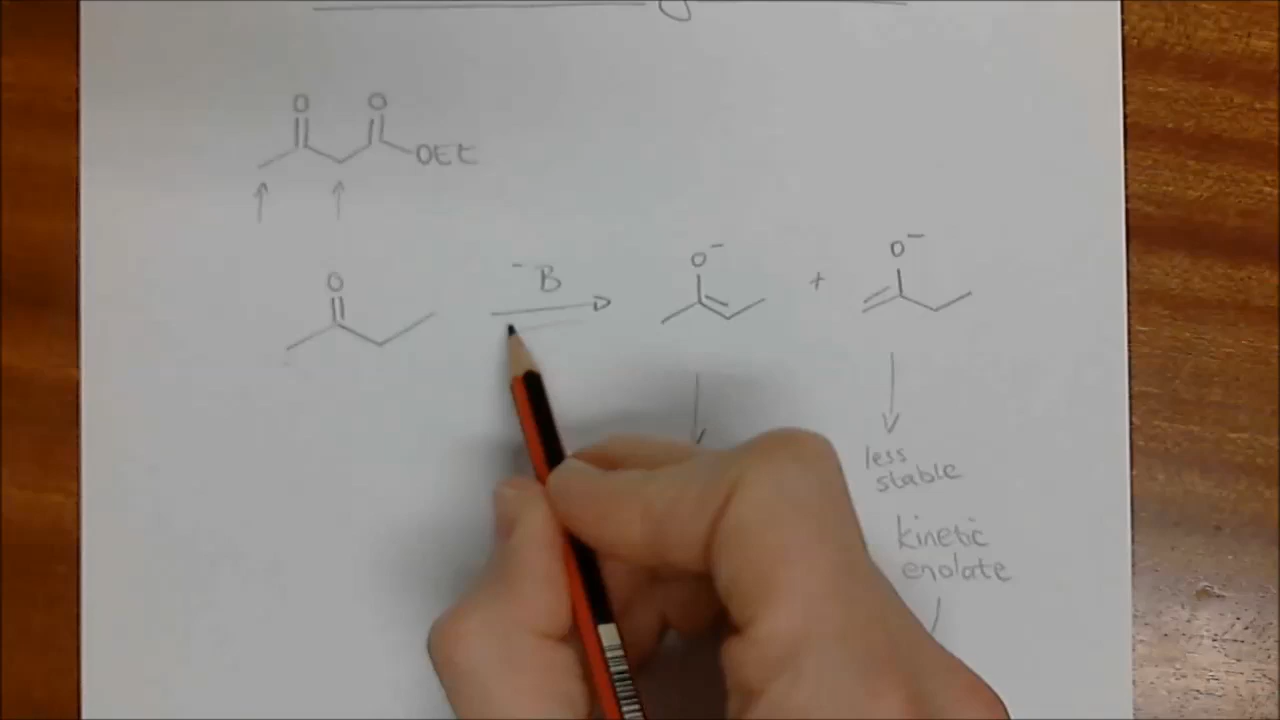 O O
OEt
O
⁻B
O⁻
+
O⁻
less
stable
kinetic
enolate